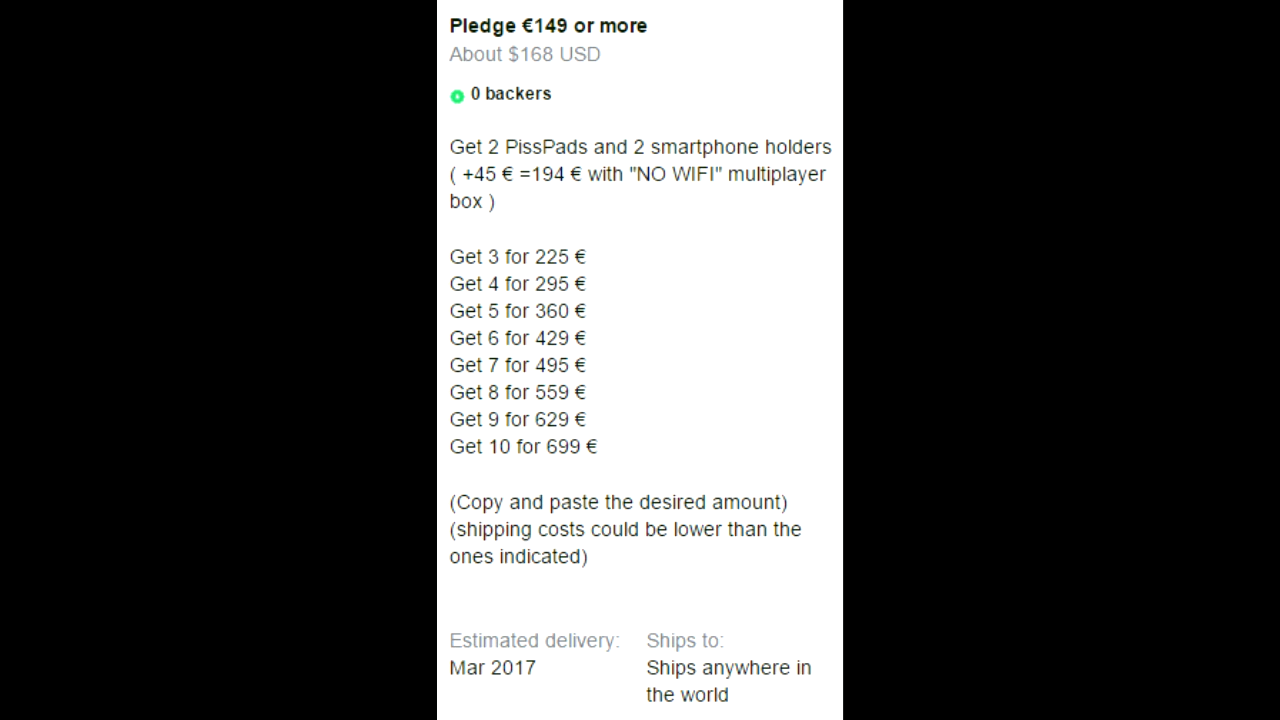 Pledge €149 or more
About $168 USD
0 backers
Get 2 PissPads and 2 smartphone holders
( +45 € =194 € with "NO WIFI" multiplayer
box )
Get 3 for 225 €
Get 4 for 295 €
Get 5 for 360 €
Get 6 for 429 €
Get 7 for 495 €
Get 8 for 559 €
Get 9 for 629 €
Get 10 for 699 €
(Copy and paste the desired amount)
(shipping costs could be lower than the
ones indicated)
Estimated delivery:
Mar 2017
Ships to:
Ships anywhere in
the world